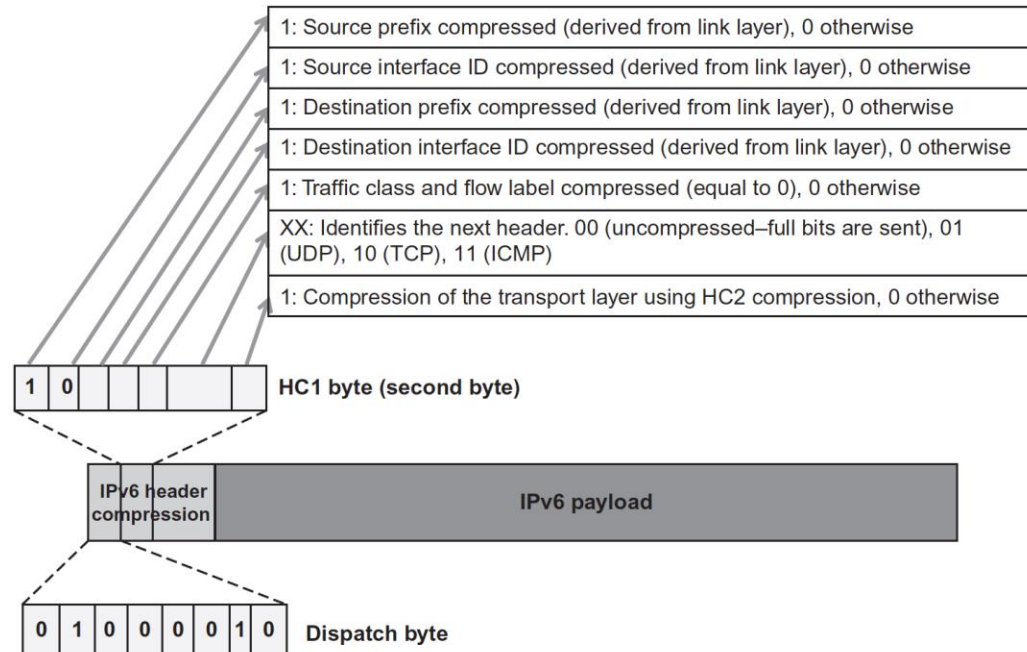 1: Source prefix compressed (derived from link layer), 0 otherwise
1: Source interface ID compressed (derived from link layer), 0 otherwise
1: Destination prefix compressed (derived from link layer), 0 otherwise
1: Destination interface ID compressed (derived from link layer), 0 otherwise
1: Traffic class and flow label compressed (equal to 0), 0 otherwise
XX: Identifies the next header. 00 (uncompressed–full bits are sent), 01
(UDP), 10 (TCP), 11 (ICMP)
1: Compression of the transport layer using HC2 compression, 0 otherwise
1 0 HC1 byte (second byte)
IPv6 header
compression
IPv6 payload
0 1 0 0 0 0 1 0 Dispatch byte